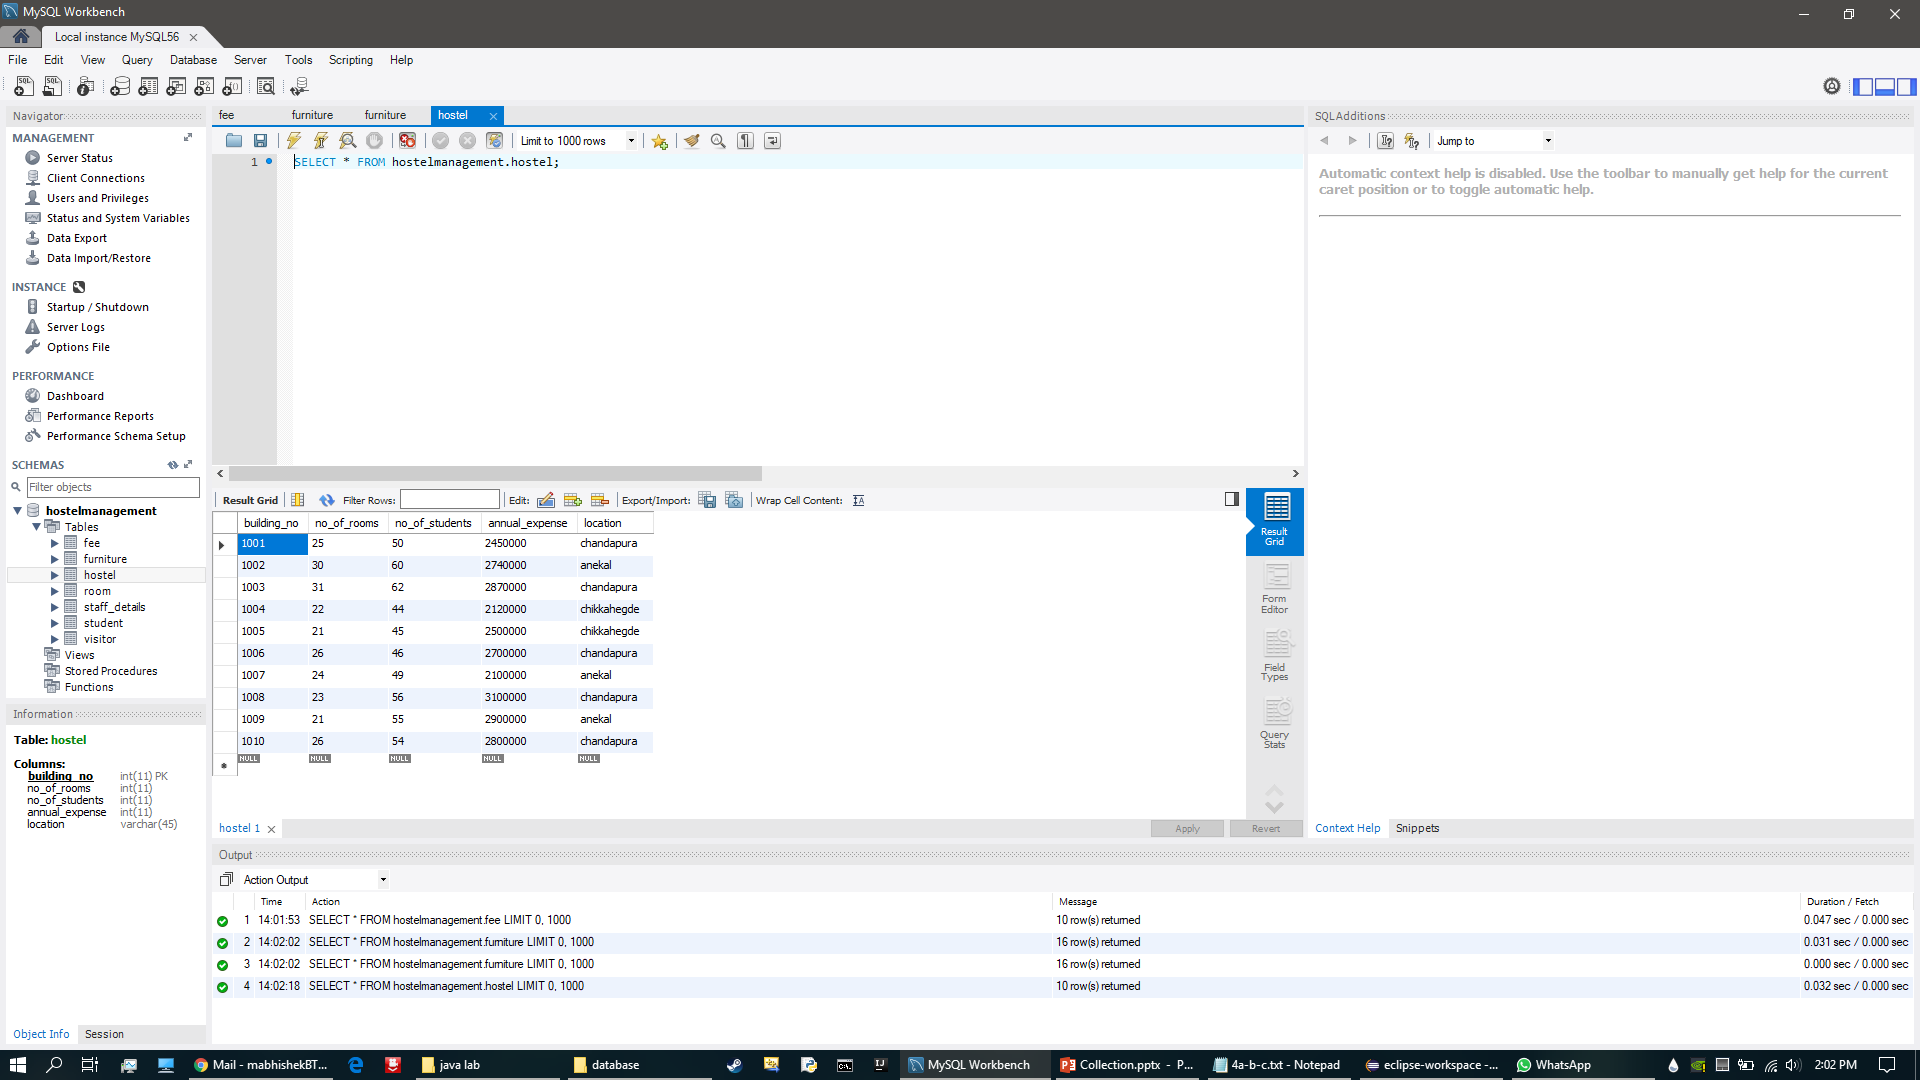 MySQL Workbench
Local instance MySQL56
File Edit View Query Database Server Tools Scripting Help
Navigator
MANAGEMENT
Server Status
Client Connections
Users and Privileges
Status and System Variables
Data Export
Data Import/Restore
INSTANCE
Startup / Shutdown
Server Logs
Options File
PERFORMANCE
Dashboard
Performance Reports
Performance Schema Setup
SCHEMAS
Filter objects
hostelmanagement
Tables
fee
furniture
hostel
room
staff_details
student
visitor
Views
Stored Procedures
Functions
Information
Table: hostel
Columns:
building_no int(11) PK
no_of_rooms int(11)
no_of_students int(11)
annual_expense int(11)
location varchar(45)
Object Info Session
fee furniture furniture hostel
Limit to 1000 rows
1 SELECT * FROM hostelmanagement.hostel;
Result Grid Filter Rows: Edit: Export/Import: Wrap Cell Content:
building_no no_of_rooms no_of_students annual_expense location
1001 25 50 2450000 chandapura
1002 30 60 2740000 anekal
1003 31 62 2870000 chandapura
1004 22 44 2120000 chikkahegde
1005 21 45 2500000 chikkahegde
1006 26 46 2700000 chandapura
1007 24 49 2100000 anekal
1008 23 56 3100000 chandapura
1009 21 55 2900000 anekal
1010 26 54 2800000 chandapura
NULL NULL NULL NULL NULL
Result
Grid
Form
Editor
Field
Types
Query
Stats
hostel 1 Apply Revert
SQLAdditions
Jump to
Automatic context help is disabled. Use the toolbar to manually get help for the current
caret position or to toggle automatic help.
Context Help Snippets
Output
Action Output
Time Action Message Duration / Fetch
1 14:01:53 SELECT * FROM hostelmanagement.fee LIMIT 0, 1000 10 row(s) returned 0.047 sec / 0.000 sec
2 14:02:02 SELECT * FROM hostelmanagement.furniture LIMIT 0, 1000 16 row(s) returned 0.031 sec / 0.000 sec
3 14:02:02 SELECT * FROM hostelmanagement.furniture LIMIT 0, 1000 16 row(s) returned 0.000 sec / 0.000 sec
4 14:02:18 SELECT * FROM hostelmanagement.hostel LIMIT 0, 1000 10 row(s) returned 0.032 sec / 0.000 sec
Mail - mabhishekBT... java lab database MySQL Workbench Collection.pptx - P... 4a-b-c.txt - Notepad eclipse-workspace -... WhatsApp 2:02 PM